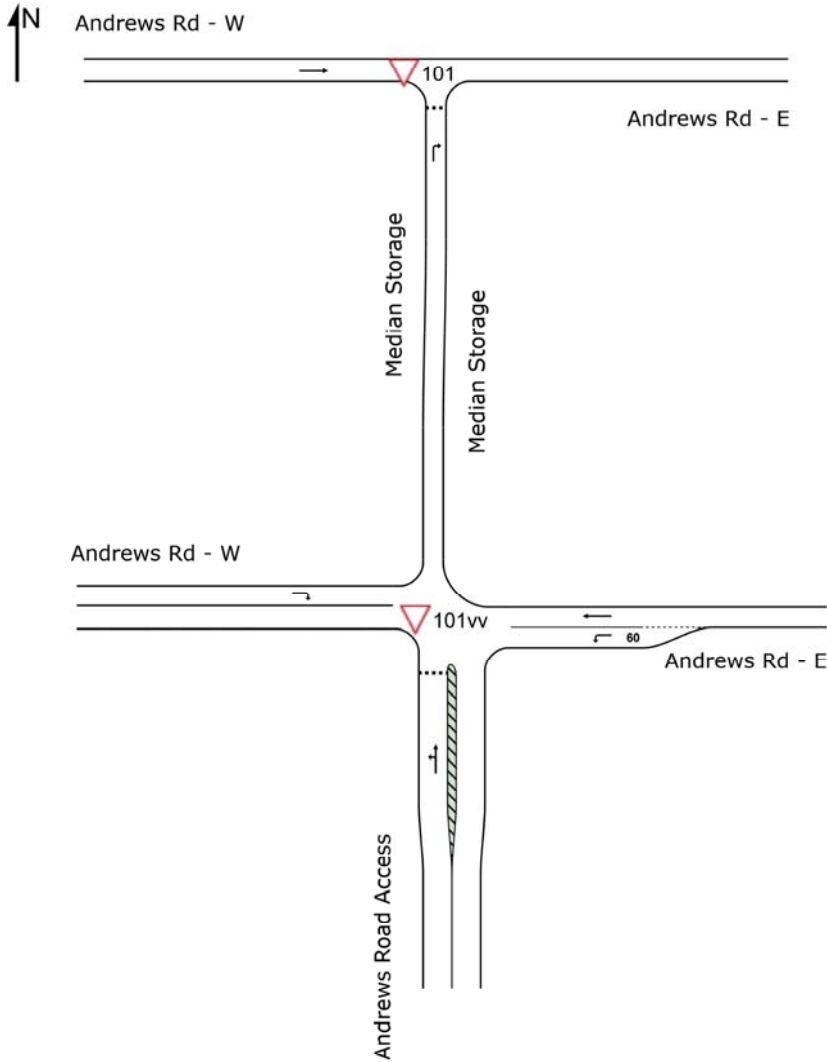 N
Andrews Rd - W
101
Andrews Rd - E
Median Storage
Median Storage
Andrews Rd - W
101vv
60
Andrews Rd - E
Andrews Road Access